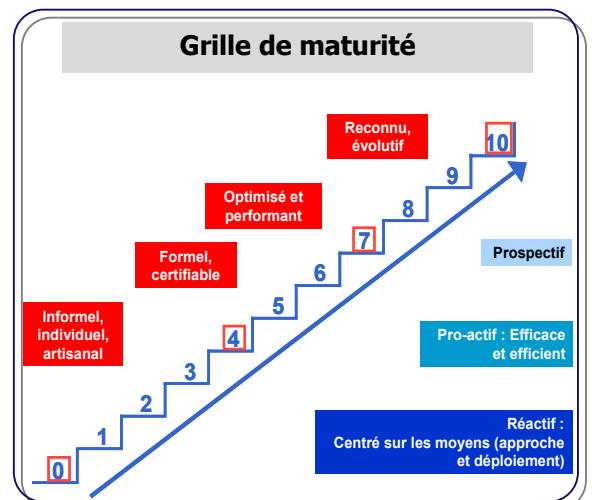 Grille de maturité
Reconnu,
évolutif
10
9
Optimisé et
performant
8
7
Prospectif
Formel,
certifiable
6
5
Informel,
individuel,
artisanal
4
Pro-actif : Efficace
et efficient
3
2
1
0
Réactif :
Centré sur les moyens (approche
et déploiement)